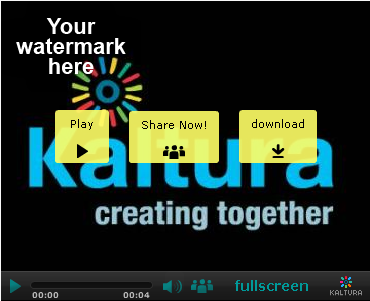 Your
watermark
here
Play
Share Now!
download
kaltura
creating together
00:00
00:04
fullscreen
KALTURA